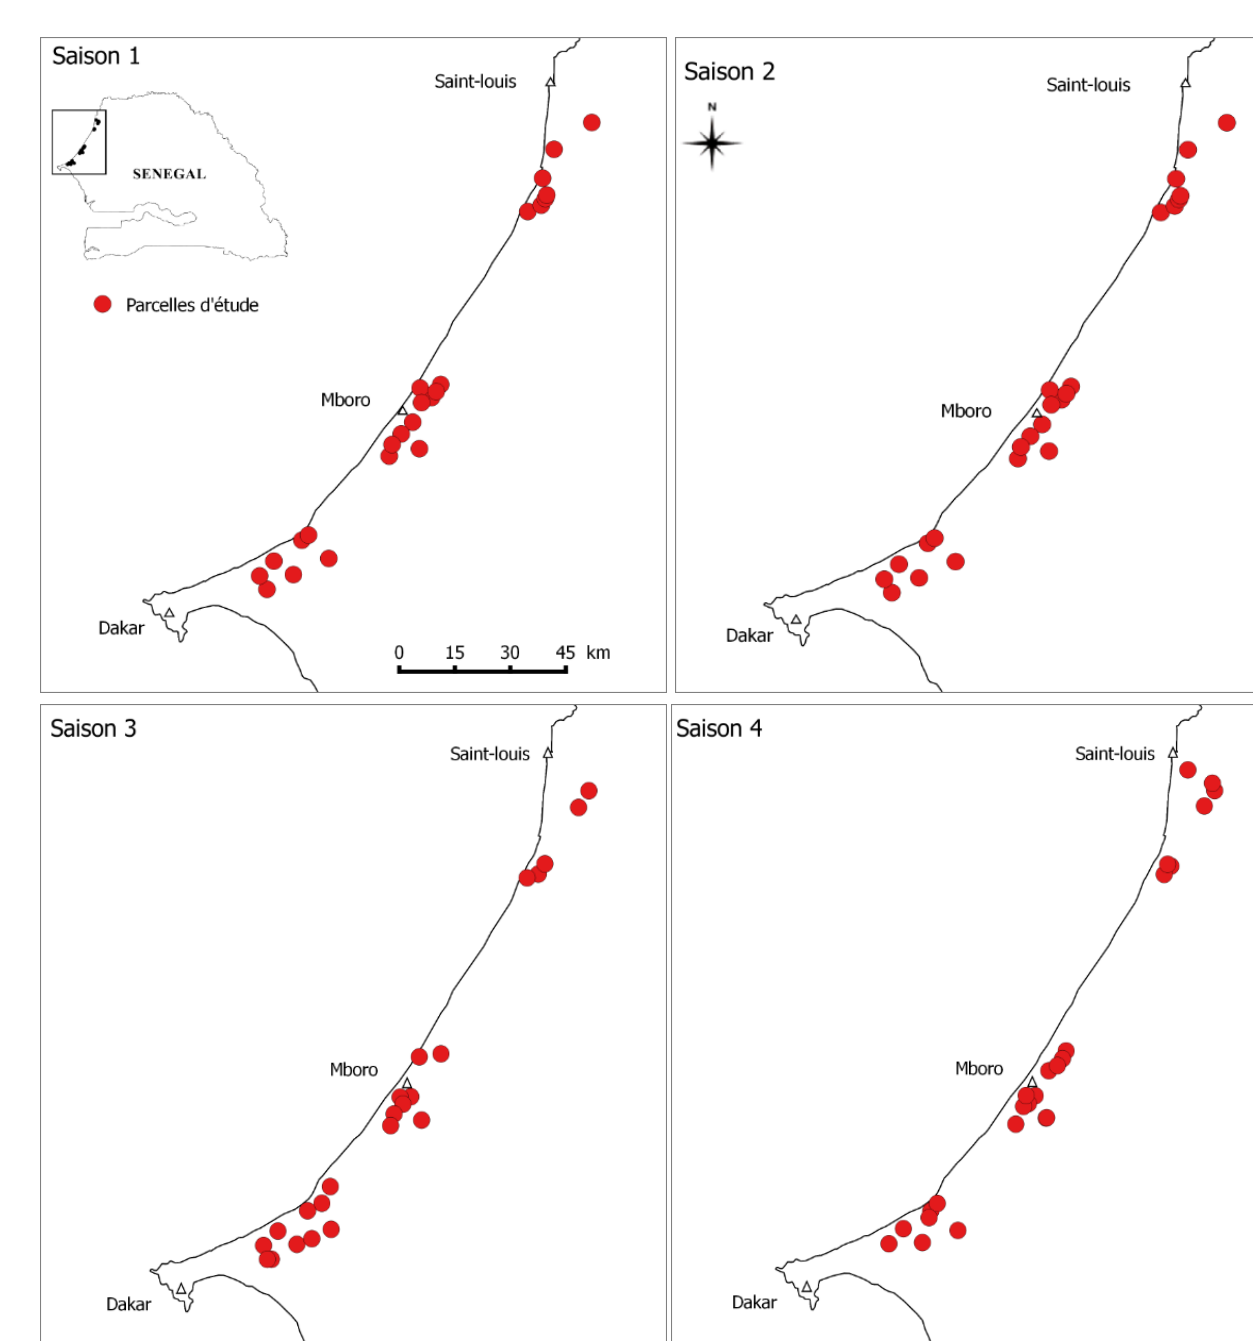 Saison 1
Saint-louis
SENEGAL
Parcelles d'étude
Mboro
Dakar
0 15 30 45 km
Saison 2
N
Saint-louis
Mboro
Dakar
Saison 3
Saint-louis
Mboro
Dakar
Saison 4
Saint-louis
Mboro
Dakar